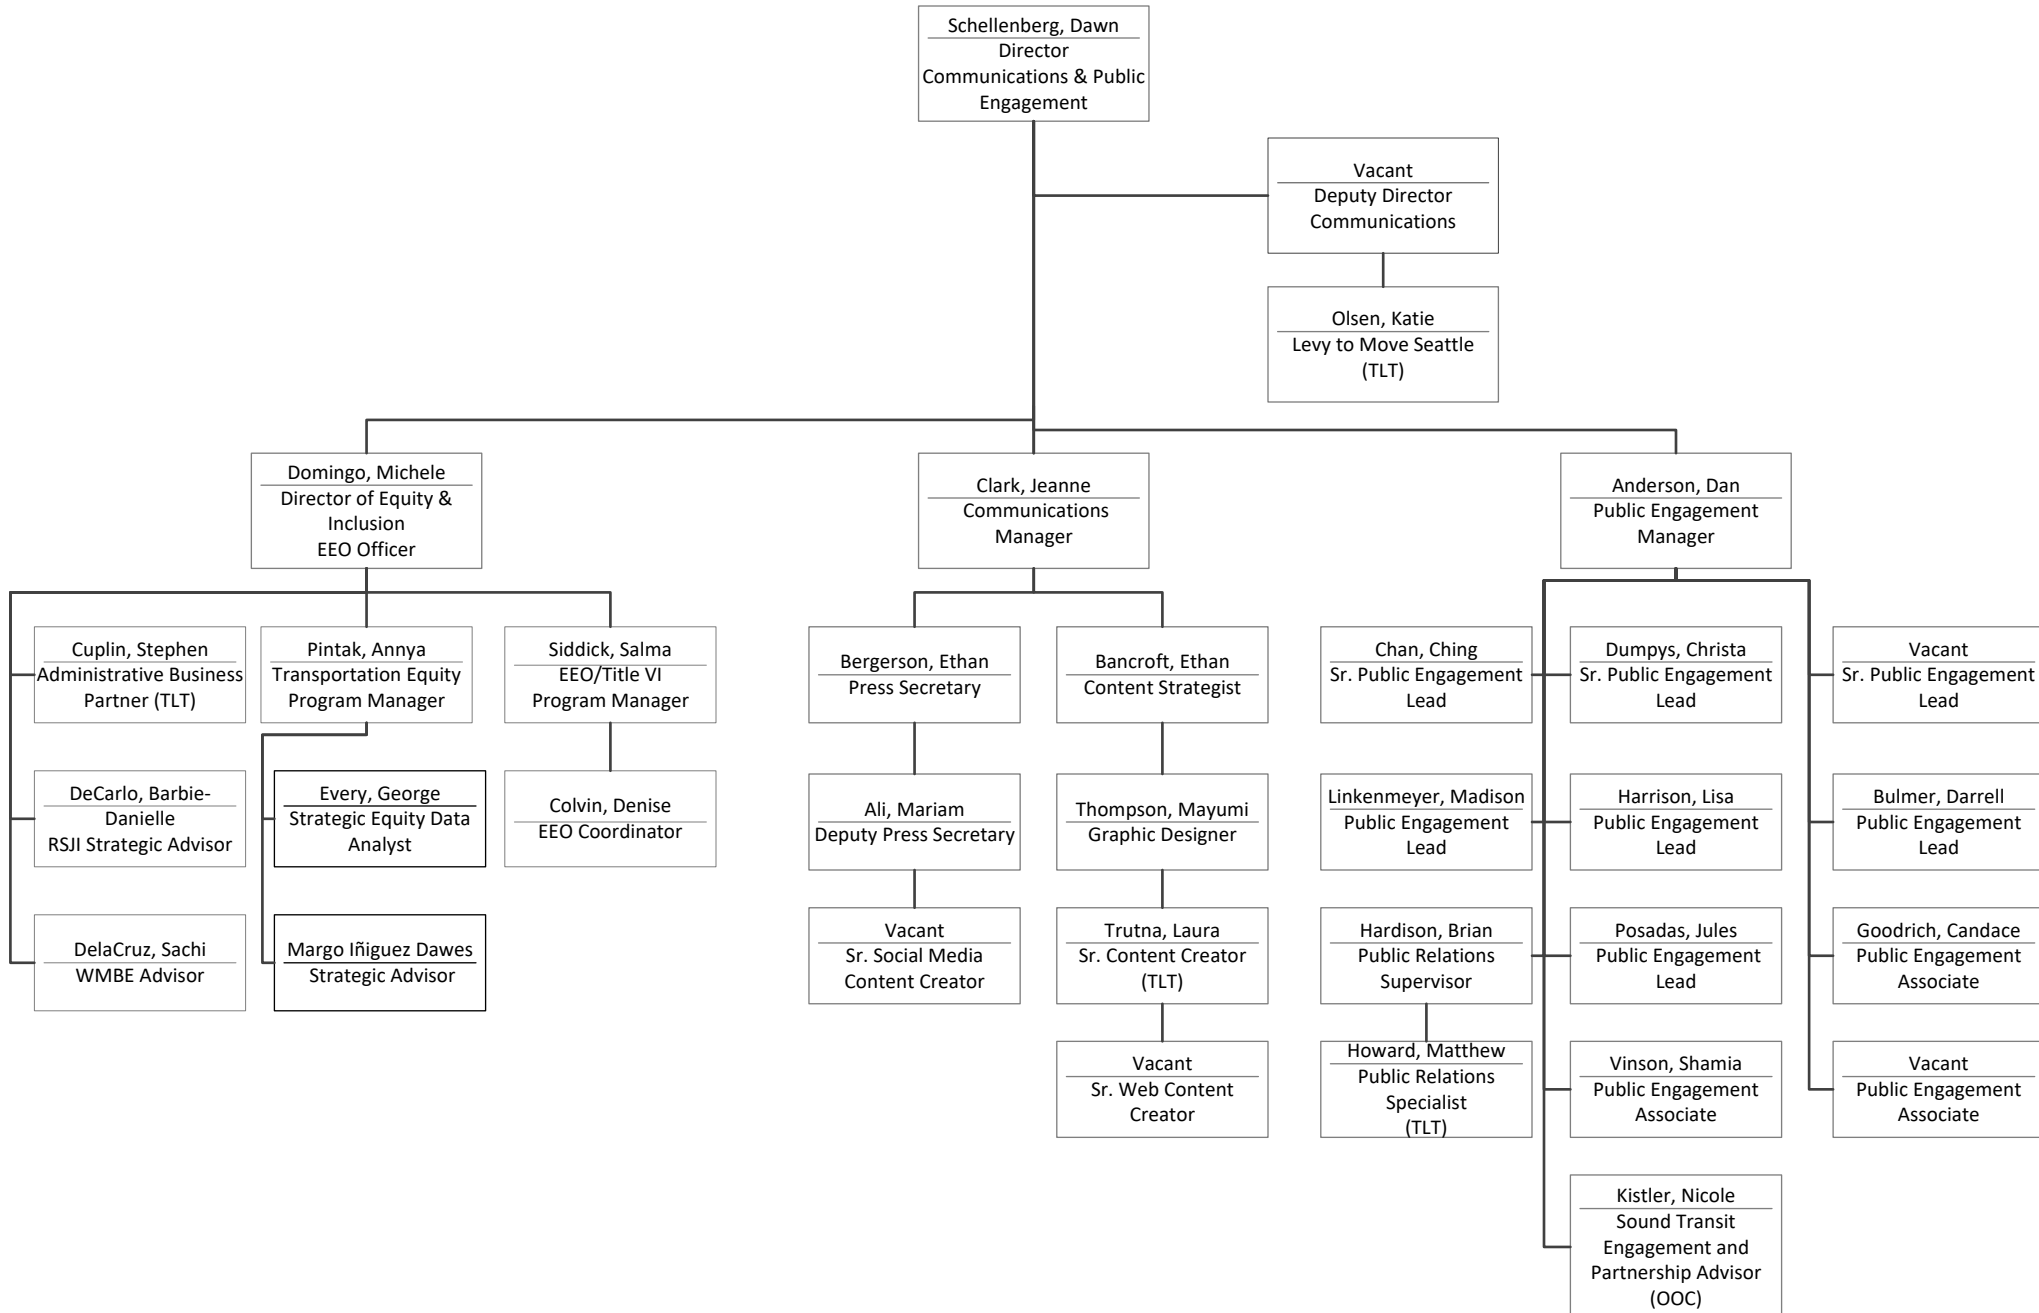 Schellenberg, Dawn
Director
Communications & Public
Engagement
Vacant
Deputy Director
Communications
Olsen, Katie
Levy to Move Seattle
(TLT)
Domingo, Michele
Director of Equity &
Inclusion
EEO Officer
Clark, Jeanne
Communications
Manager
Anderson, Dan
Public Engagement
Manager
Cuplin, Stephen
Administrative Business
Partner (TLT)
Pintak, Annya
Transportation Equity
Program Manager
Siddick, Salma
EEO/Title VI
Program Manager
Bergerson, Ethan
Press Secretary
Bancroft, Ethan
Content Strategist
Chan, Ching
Sr. Public Engagement
Lead
Dumpys, Christa
Sr. Public Engagement
Lead
Vacant
Sr. Public Engagement
Lead
DeCarlo, Barbie-
Danielle
RSJI Strategic Advisor
Every, George
Strategic Equity Data
Analyst
Colvin, Denise
EEO Coordinator
Ali, Mariam
Deputy Press Secretary
Thompson, Mayumi
Graphic Designer
Linkenmeyer, Madison
Public Engagement
Lead
Harrison, Lisa
Public Engagement
Lead
Bulmer, Darrell
Public Engagement
Lead
DelaCruz, Sachi
WMBE Advisor
Margo Iñiguez Dawes
Strategic Advisor
Vacant
Sr. Social Media
Content Creator
Trutna, Laura
Sr. Content Creator
(TLT)
Hardison, Brian
Public Relations
Supervisor
Posadas, Jules
Public Engagement
Lead
Goodrich, Candace
Public Engagement
Associate
Vacant
Sr. Web Content
Creator
Howard, Matthew
Public Relations
Specialist
(TLT)
Vinson, Shamia
Public Engagement
Associate
Vacant
Public Engagement
Associate
Kistler, Nicole
Sound Transit
Engagement and
Partnership Advisor
(OOC)